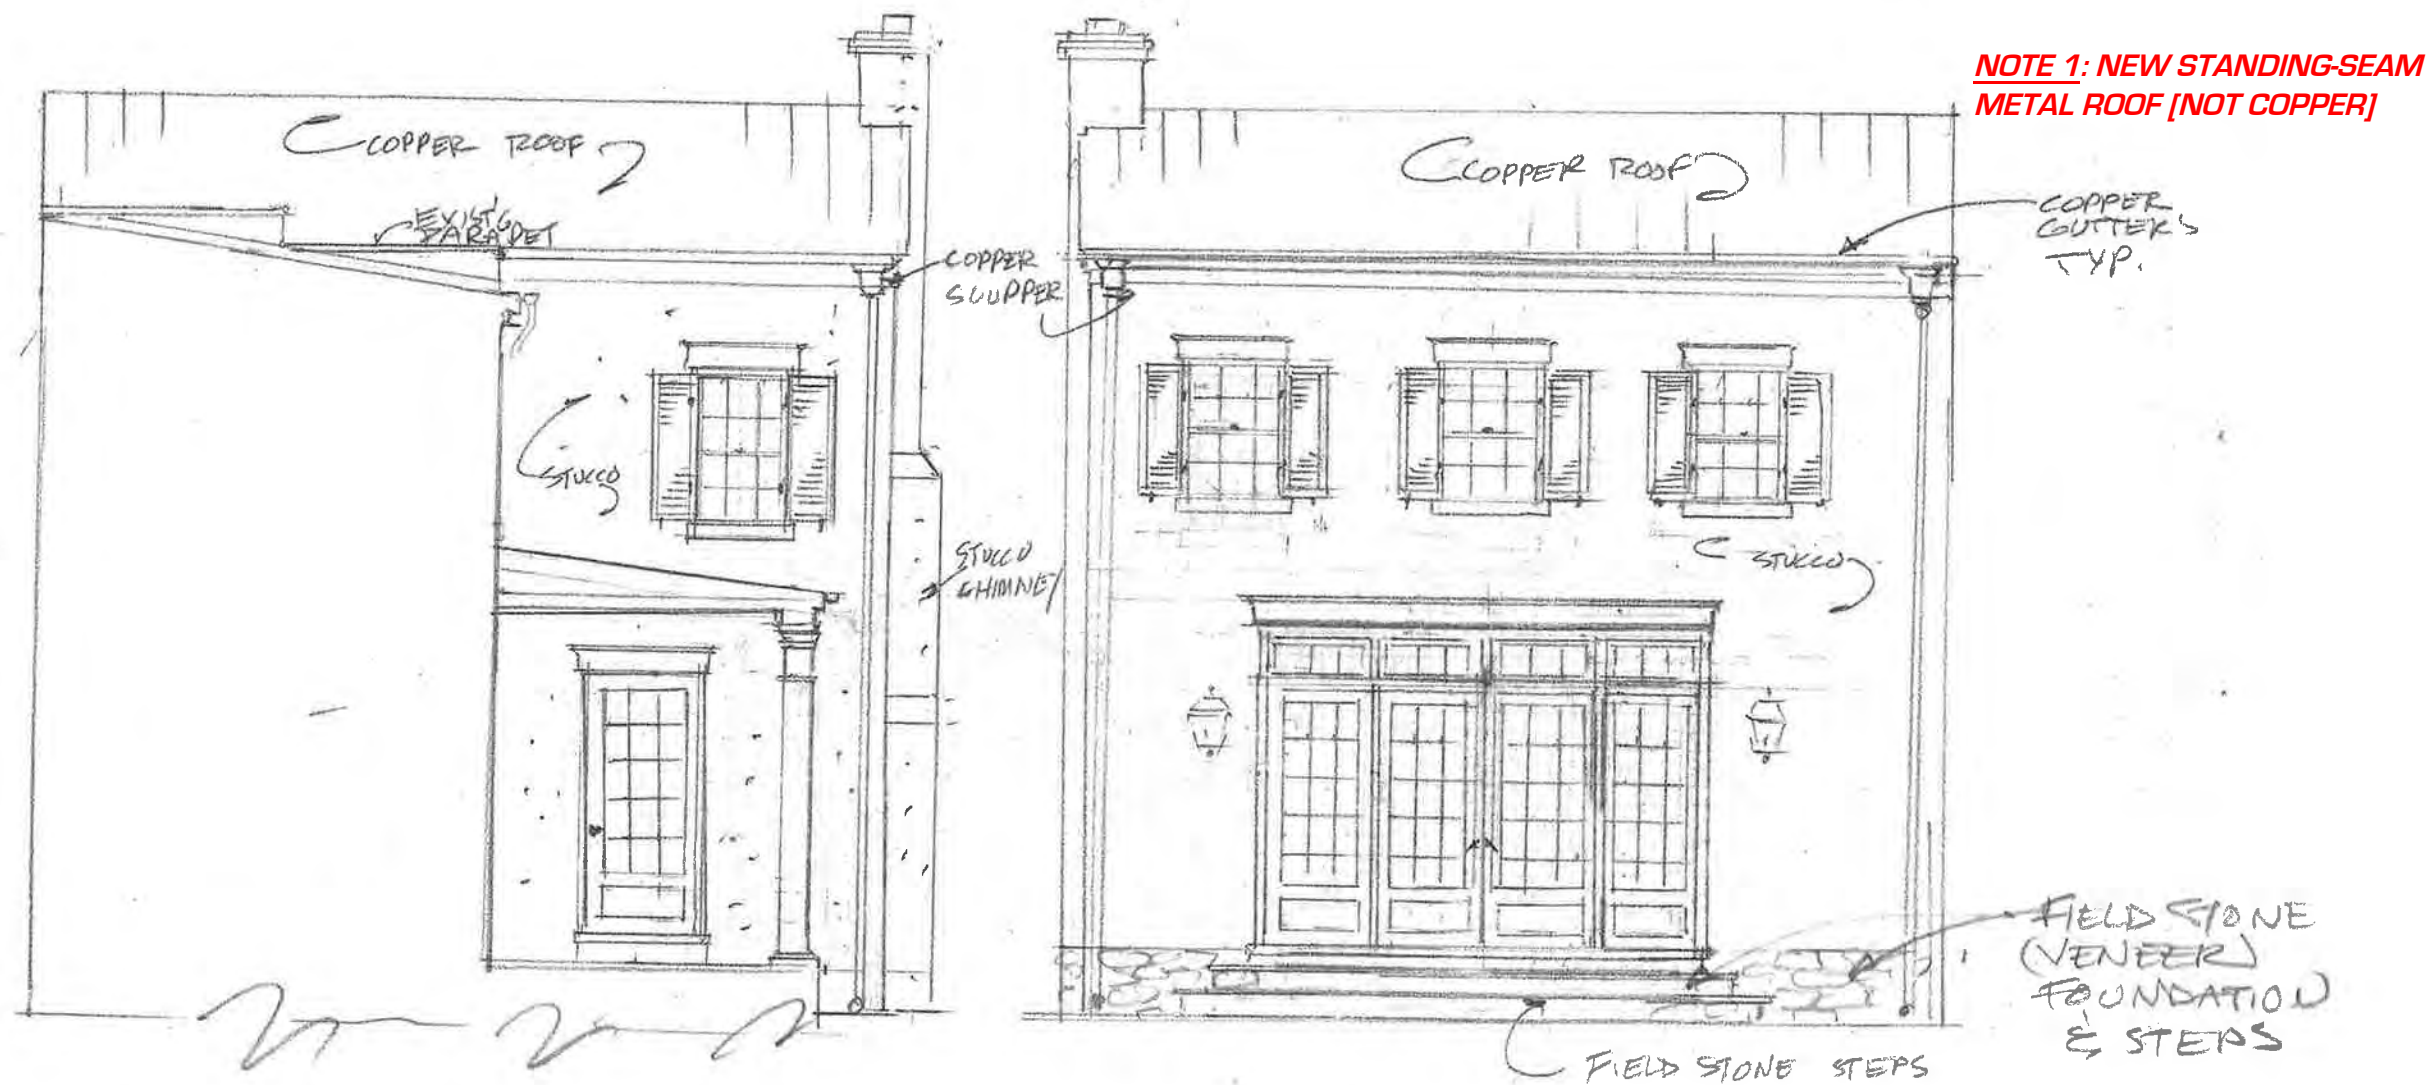 NOTE 1: NEW STANDING-SEAM
METAL ROOF [NOT COPPER]
COPPER ROOF
COPPER ROOF
EXIST'G
PARAPET
COPPER
SCUPPER
COPPER
GUTTER'S
TYP.
STUCCO
STUCCO
CHIMNEY
STUCCO
FIELD STONE
(VENEER)
FOUNDATION
& STEPS
FIELD STONE STEPS